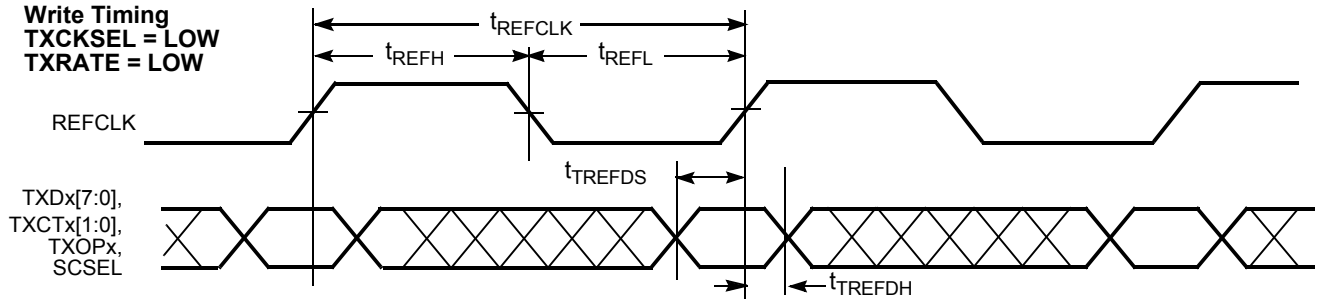 Write Timing
TXCKSEL = LOW
TXRATE = LOW
tREFCLK
tREFH
tREFL
REFCLK
tTREFDS
TXDx[7:0],
TXCTx[1:0],
TXOPx,
SCSEL
tTREFDH